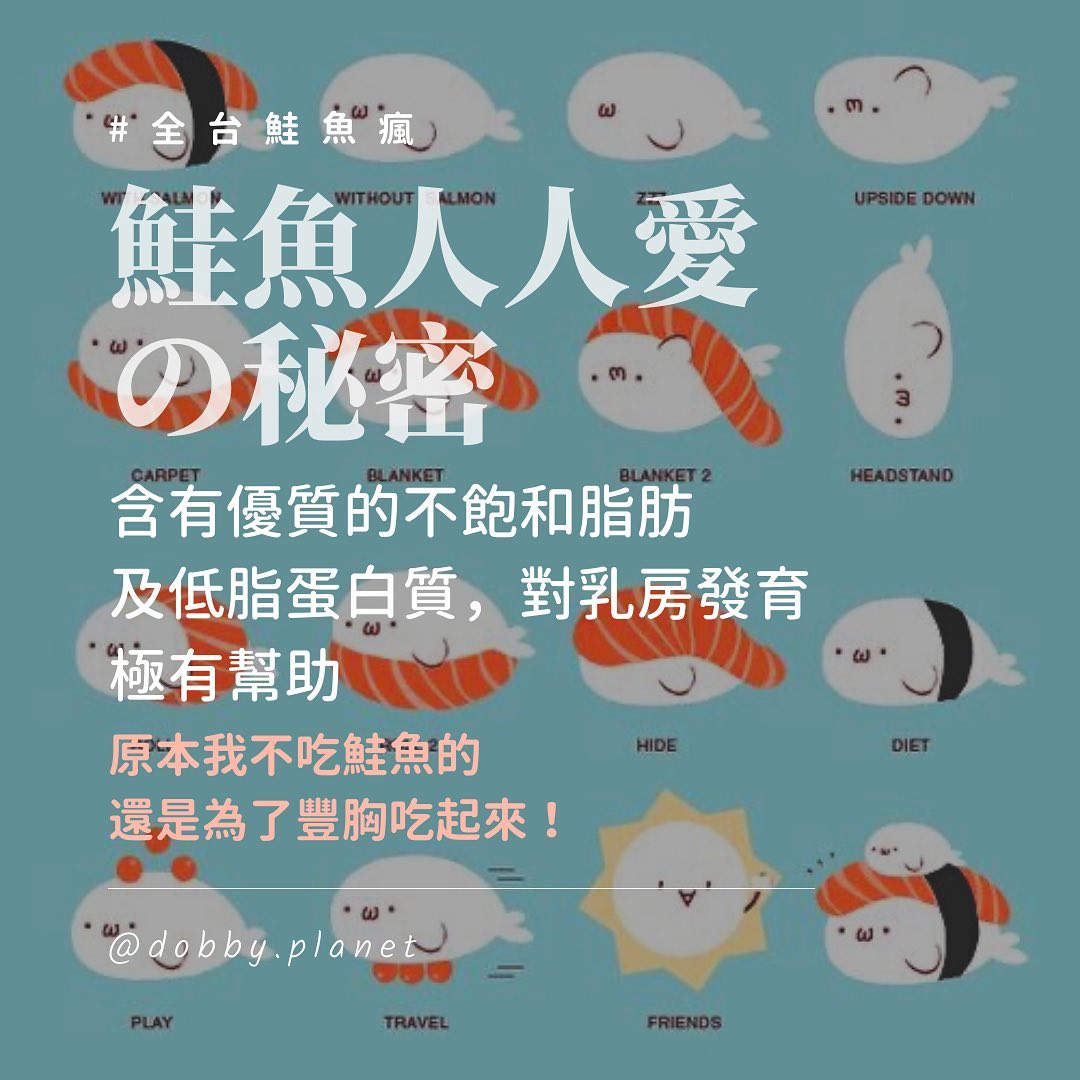 #全台鮭魚瘋
WITH SALMON
WITHOUT SALMON
ZZZ
UPSIDE DOWN
鮭魚人人愛
の秘密
CARPET
BLANKET
BLANKET 2
HEADSTAND
含有優質的不飽和脂肪
及低脂蛋白質，對乳房發育
極有幫助
HIDE
DIET
原本我不吃鮭魚的
還是為了豐胸吃起來！
@dobby.planet
PLAY
TRAVEL
FRIENDS